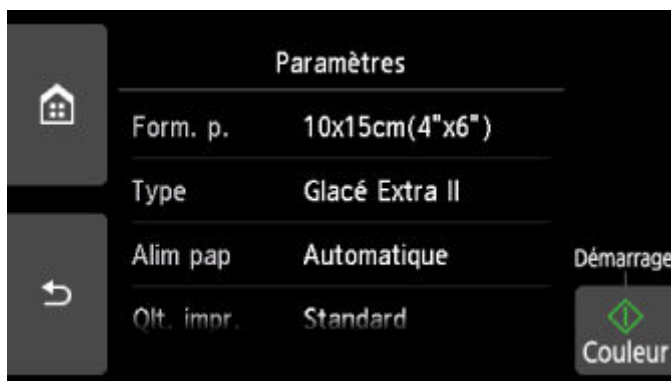 Paramètres
Form. p. 10x15cm(4"x6")
Type Glacé Extra II
Alim pap Automatique
Qlt. impr. Standard
Démarrage
Couleur